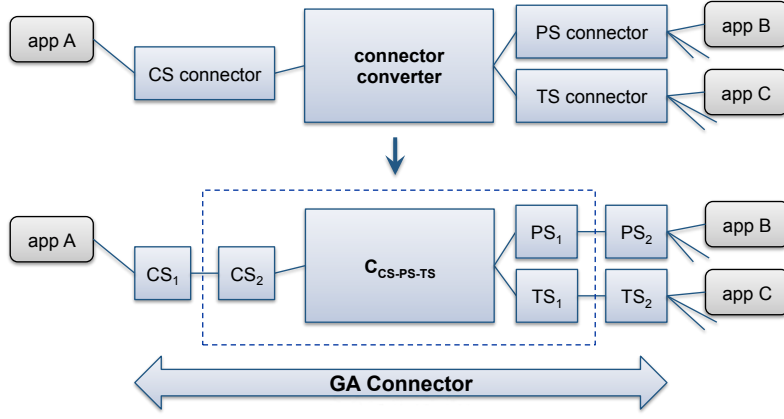 app A
CS connector
connector
converter
PS connector
TS connector
app B
app C
app A
CS1
CS2
CCS-PS-TS
PS1
PS2
TS1
TS2
app B
app C
GA Connector